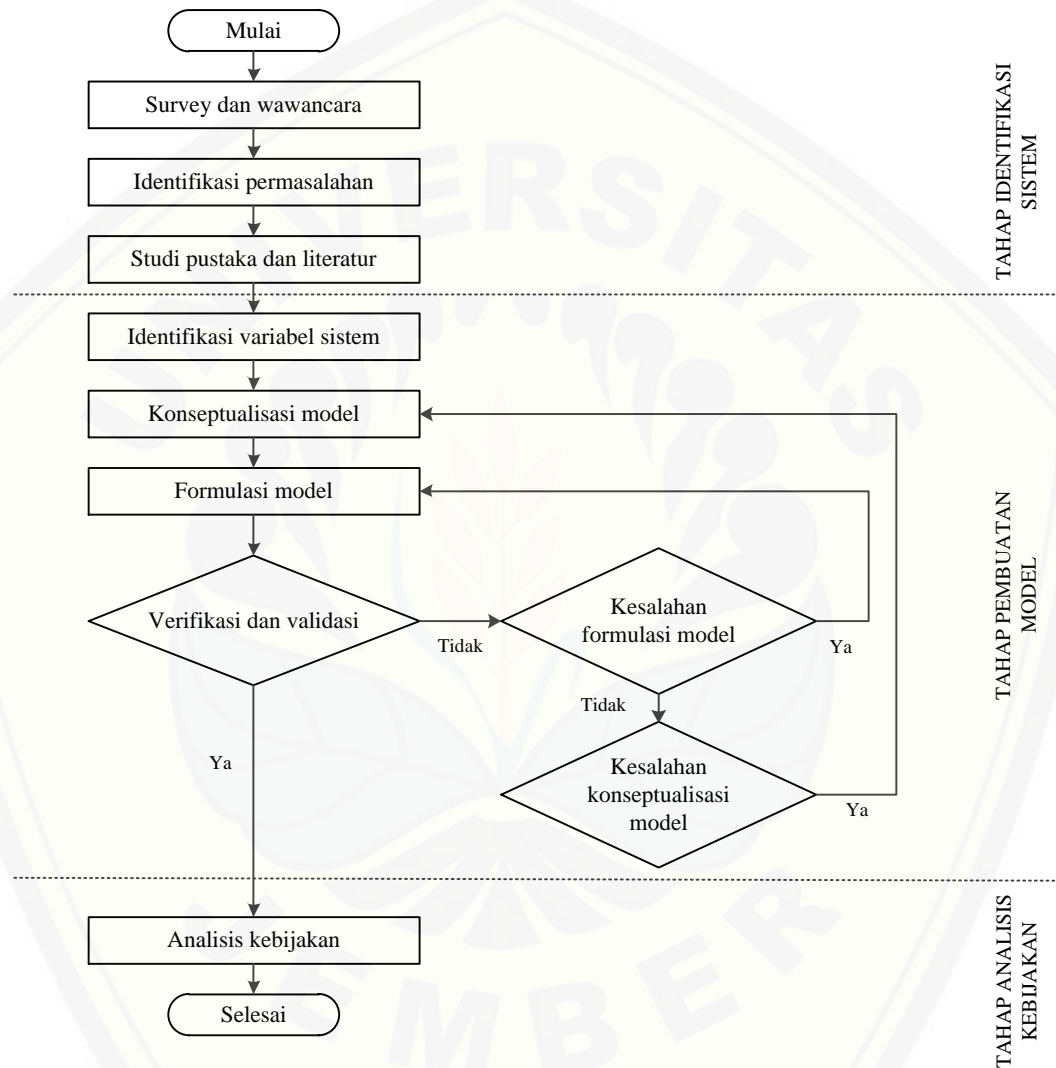 Mulai
Survey dan wawancara
Identifikasi permasalahan
Studi pustaka dan literatur
TAHAP IDENTIFIKASI
SISTEM
Identifikasi variabel sistem
Konseptualisasi model
Formulasi model
Verifikasi dan validasi
Tidak
Kesalahan
formulasi model
Ya
Tidak
Kesalahan
konseptualisasi
model
Ya
Ya
TAHAP PEMBUATAN
MODEL
Analisis kebijakan
Selesai
TAHAP ANALISIS
KEBIJAKAN
UNIVERSITAS
EMBER